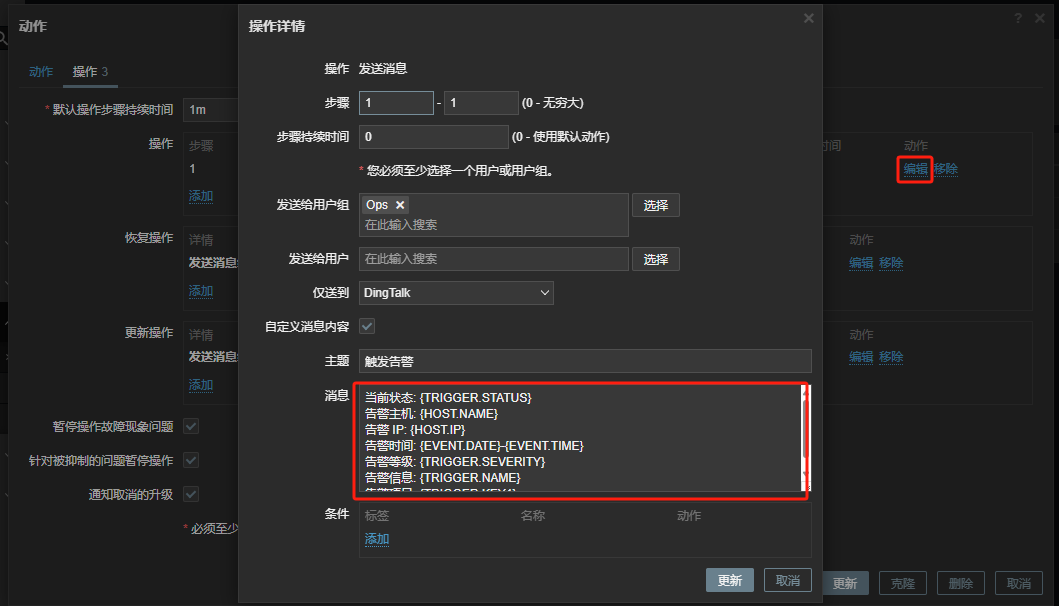 动作
操作详情
?
动作 操作 3
操作 发送消息
步骤 1 - 1 (0 - 无穷大)
* 默认操作步骤持续时间 1m
步骤持续时间 0 (0 - 使用默认动作)
操作 步骤 时间 动作
1 编辑 移除
* 您必须至少选择一个用户或用户组。
添加
发送给用户组 Ops × 选择
在此输入搜索
恢复操作 详情 动作
发送消息 编辑 移除
添加
发送给用户 在此输入搜索 选择
仅送到 DingTalk
自定义消息内容
更新操作 详情 动作
发送消息 编辑 移除
添加
主题 触发告警
消息 当前状态: {TRIGGER.STATUS}
告警主机: {HOST.NAME}
告警 IP: {HOST.IP}
告警时间: {EVENT.DATE}-{EVENT.TIME}
告警等级: {TRIGGER.SEVERITY}
告警信息: {TRIGGER.NAME}
暂停操作故障现象问题
针对被抑制的问题暂停操作
通知取消的升级
* 必须至少
条件 标签 名称 动作
添加
更新 取消
更新 克隆 删除 取消